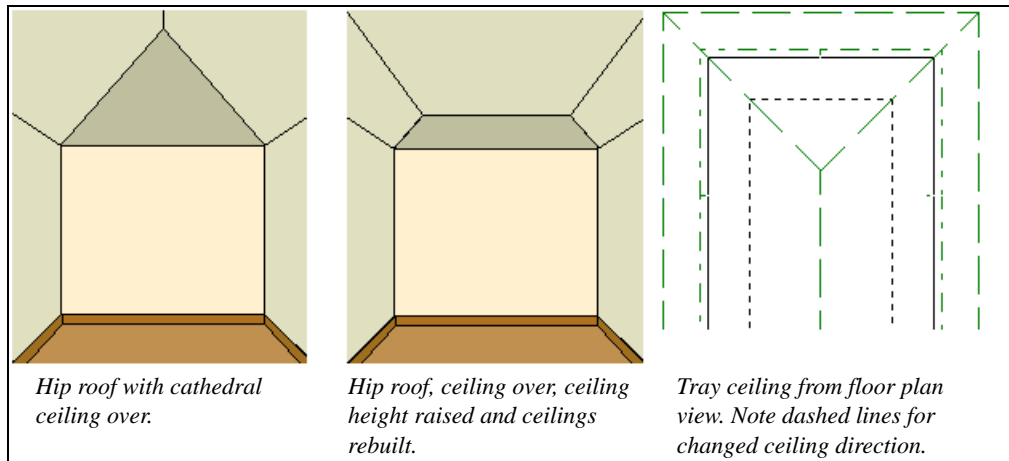 Hip roof with cathedral
ceiling over.
Hip roof, ceiling over, ceiling
height raised and ceilings
rebuilt.
Tray ceiling from floor plan
view. Note dashed lines for
changed ceiling direction.